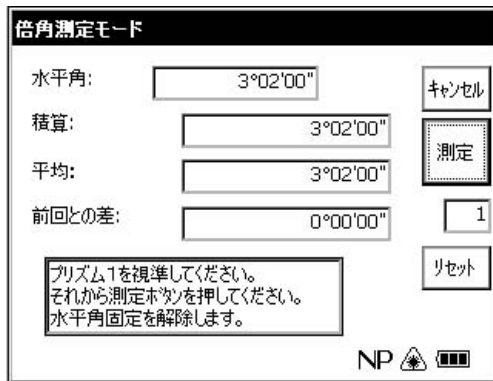 倍角測定モード
水平角: 3°02'00"
キャンセル
積算: 3°02'00"
測定
平均: 3°02'00"
前回との差: 0°00'00"
1
リセット
プリズム1を視準してください。
それから測定ボタンを押してください。
水平角固定を解除します。
NP